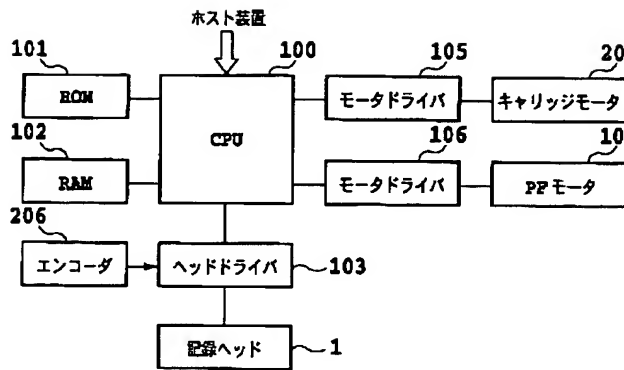 ホスト装置
101
100
105
20
ROM
CPU
モータドライバ
キャリッジモータ
102
106
10
RAM
モータドライバ
PFモータ
206
エンコーダ
ヘッドドライバ
103
記録ヘッド
1